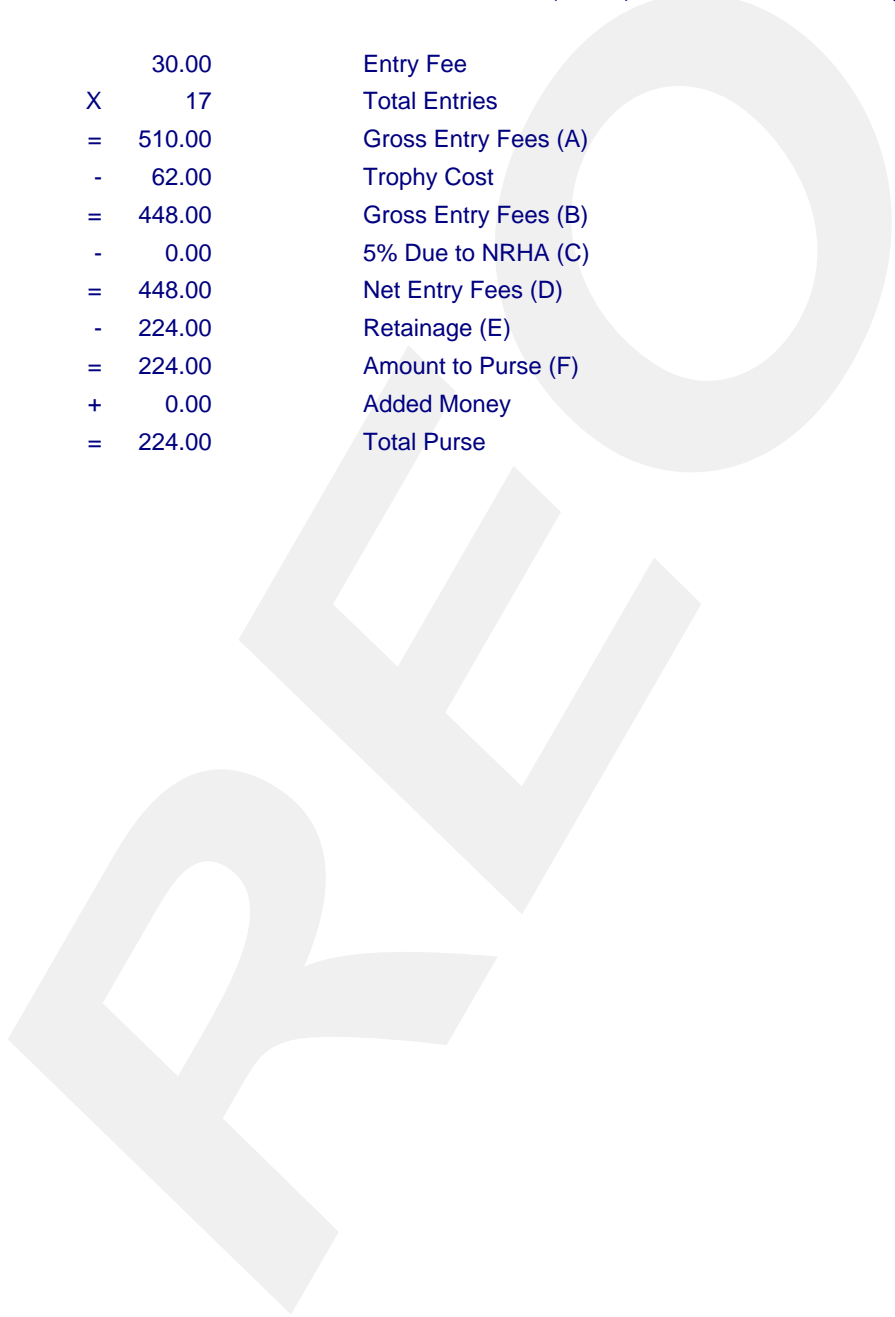 30.00 Entry Fee
X 17 Total Entries
= 510.00 Gross Entry Fees (A)
- 62.00 Trophy Cost
= 448.00 Gross Entry Fees (B)
- 0.00 5% Due to NRHA (C)
= 448.00 Net Entry Fees (D)
- 224.00 Retainage (E)
= 224.00 Amount to Purse (F)
+ 0.00 Added Money
= 224.00 Total Purse
REO